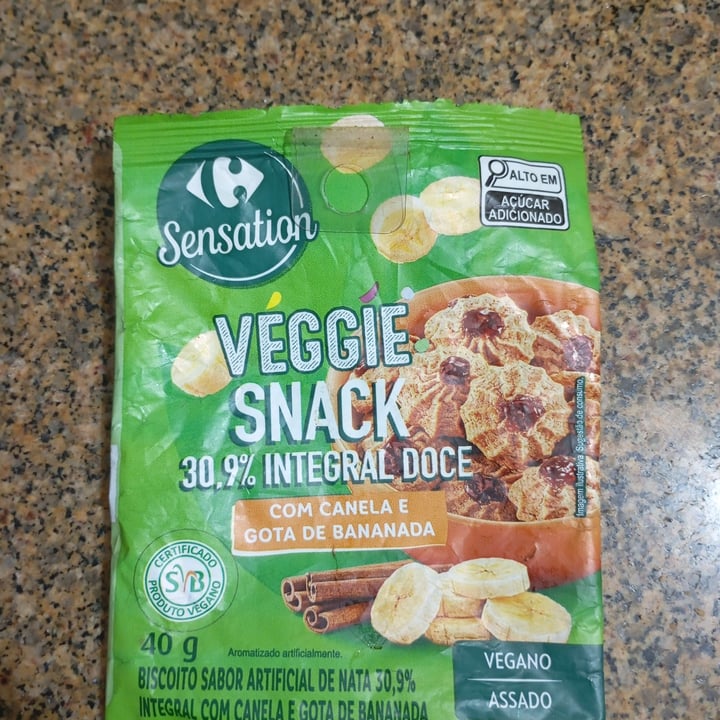 Sensation
ALTO EM
AÇÚCAR
ADICIONADO
VÉGGIE
SNACK
30,9% INTEGRAL DOCE
COM CANELA E
GOTA DE BANANADA
Imagem ilustrativa. Sugestão de consumo.
CERTIFICADO
SVB
PRODUTO VEGANO
40 g
Aromatizado artificialmente.
BISCOITO SABOR ARTIFICIAL DE NATA 30,9%
INTEGRAL COM CANELA E GOTA DE BANANADA
VEGANO
ASSADO